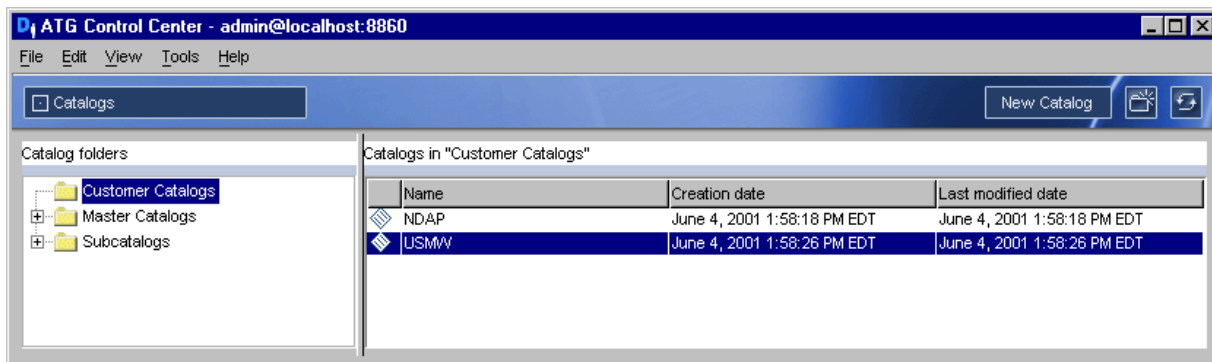 ATG Control Center - admin@localhost:8860
File Edit View Tools Help
Catalogs New Catalog
Catalog folders
Customer Catalogs
Master Catalogs
Subcatalogs
Catalogs in "Customer Catalogs"
Name Creation date Last modified date
NDAP June 4, 2001 1:58:18 PM EDT June 4, 2001 1:58:18 PM EDT
USMW June 4, 2001 1:58:26 PM EDT June 4, 2001 1:58:26 PM EDT